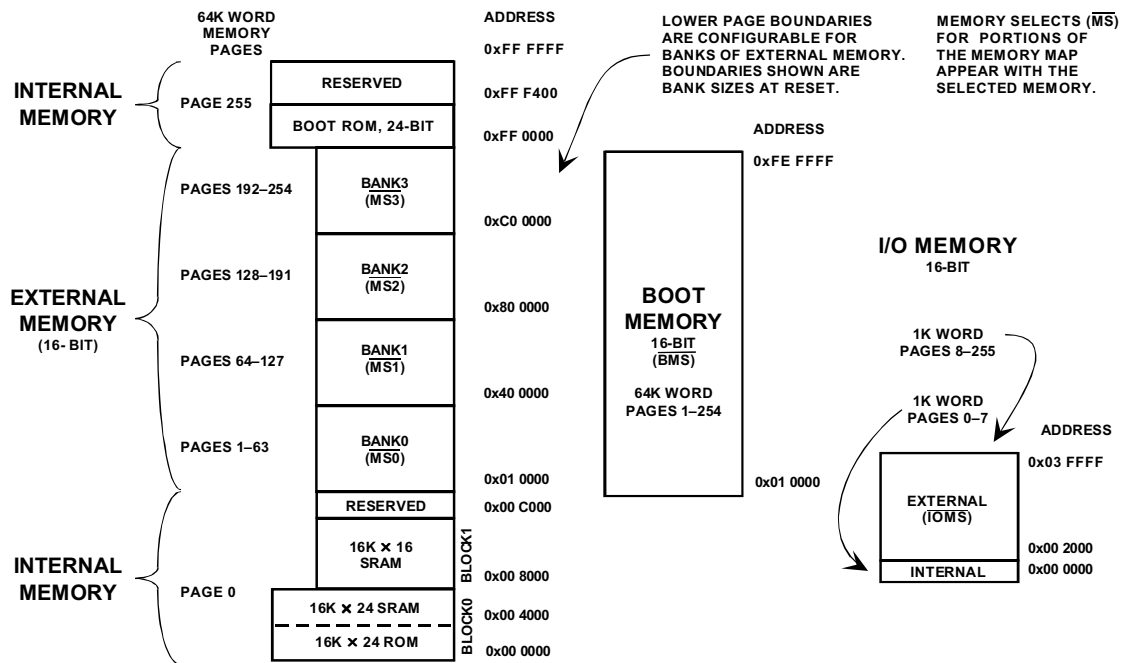 64K WORD
MEMORY
PAGES
ADDRESS
0xFF FFFF
INTERNAL
MEMORY
PAGE 255
RESERVED
0xFF F400
BOOT ROM, 24-BIT
0xFF 0000
EXTERNAL
MEMORY
(16- BIT)
PAGES 192–254
BANK3
(MS3)
0xC0 0000
PAGES 128–191
BANK2
(MS2)
0x80 0000
PAGES 64–127
BANK1
(MS1)
0x40 0000
PAGES 1–63
BANK0
(MS0)
0x01 0000
INTERNAL
MEMORY
PAGE 0
RESERVED
0x00 C000
16K × 16
SRAM
BLOCK1
0x00 8000
16K × 24 SRAM
BLOCK0
0x00 4000
16K × 24 ROM
0x00 0000
LOWER PAGE BOUNDARIES
ARE CONFIGURABLE FOR
BANKS OF EXTERNAL MEMORY.
BOUNDARIES SHOWN ARE
BANK SIZES AT RESET.
MEMORY SELECTS (MS)
FOR PORTIONS OF
THE MEMORY MAP
APPEAR WITH THE
SELECTED MEMORY.
ADDRESS
0xFE FFFF
BOOT
MEMORY
16-BIT
(BMS)
64K WORD
PAGES 1–254
0x01 0000
I/O MEMORY
16-BIT
1K WORD
PAGES 8–255
1K WORD
PAGES 0–7
ADDRESS
0x03 FFFF
EXTERNAL
(IOMS)
0x00 2000
INTERNAL
0x00 0000